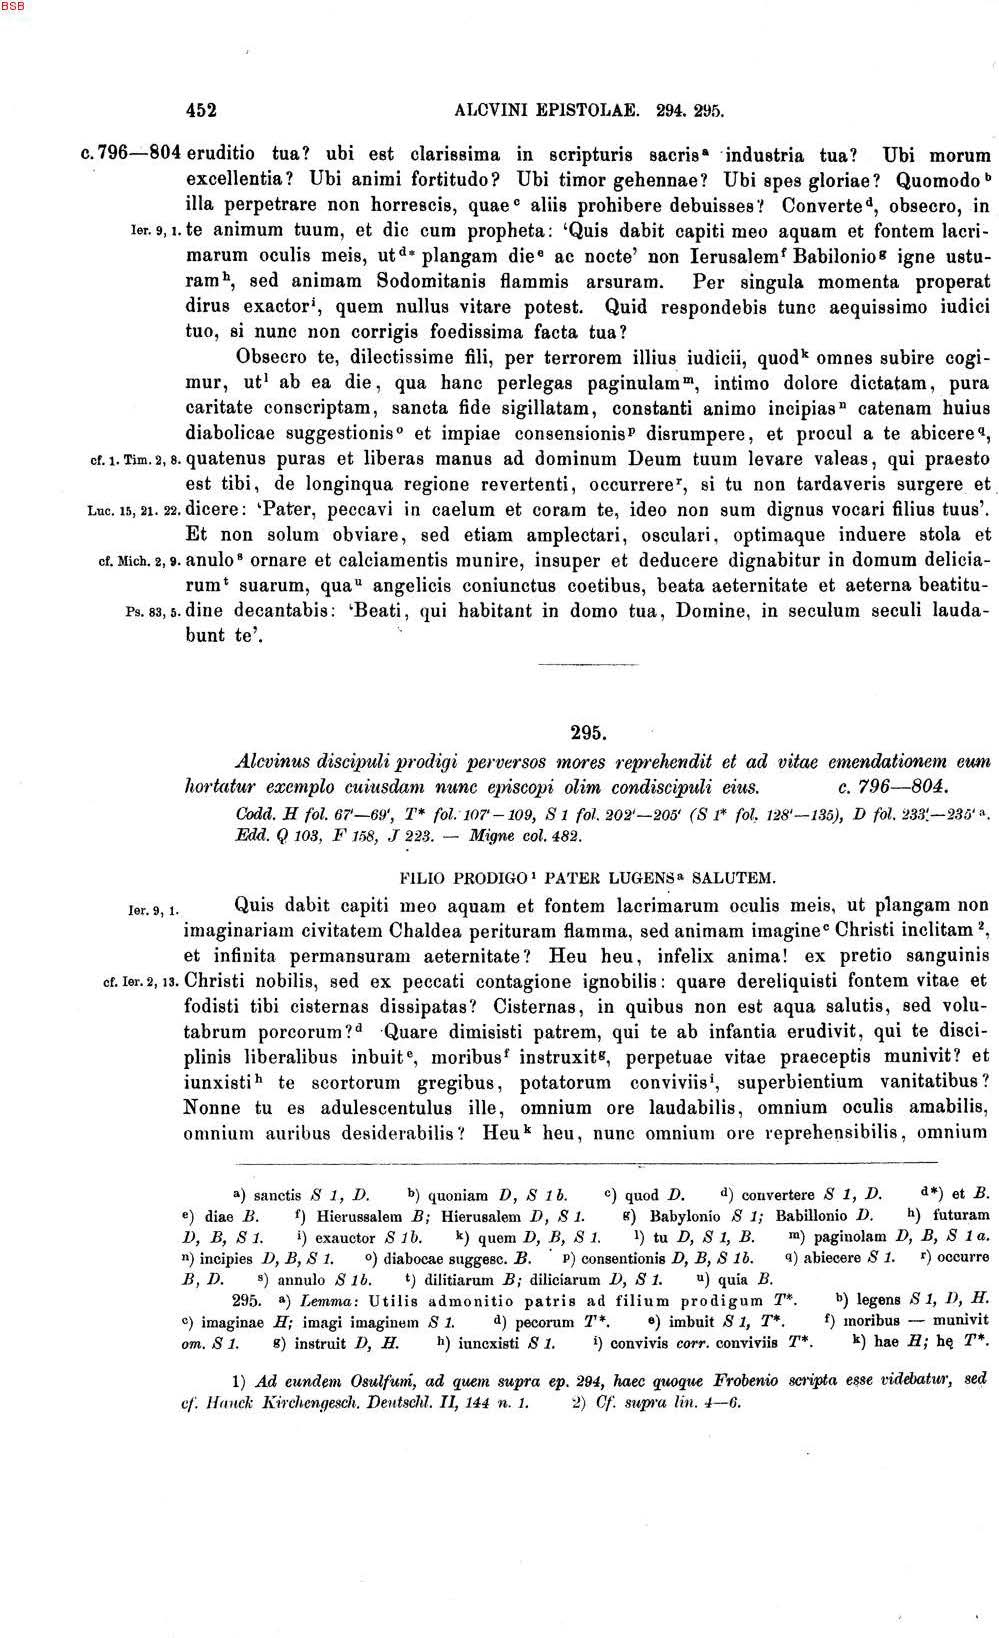 BSB
452 ALCVINI EPISTOLAE. 294. 295.
c. 796—804 eruditio tua? ubi est clarissima in scripturis sacris a industria tua? Ubi morum
excellentia? Ubi animi fortitudo? Ubi timor gehennae? Ubi spes gloriae? Quomodo b
illa perpetrare non horrescis, quae c aliis prohibere debuisses? Converte d, obsecro, in
Ier. 9, 1. te animum tuum, et dic cum propheta: ‘Quis dabit capiti meo aquam et fontem lacri-
marum oculis meis, ut d* plangam die e ac nocte’ non Ierusalem f Babilonio g igne ustu-
ram h, sed animam Sodomitanis flammis arsuram. Per singula momenta properat
dirus exactor i, quem nullus vitare potest. Quid respondebis tunc aequissimo iudici
tuo, si nunc non corrigis foedissima facta tua?
Obsecro te, dilectissime fili, per terrorem illius iudicii, quod k omnes subire cogi-
mur, ut l ab ea die, qua hanc perlegas paginulam m, intimo dolore dictatam, pura
caritate conscriptam, sancta fide sigillatam, constanti animo incipias n catenam huius
diabolicae suggestionis o et impiae consensionis p disrumpere, et procul a te abicere q,
cf. 1. Tim. 2, 8. quatenus puras et liberas manus ad dominum Deum tuum levare valeas, qui praesto
est tibi, de longinqua regione revertenti, occurrere r, si tu non tardaveris surgere et
Luc. 15, 21. 22. dicere: ‘Pater, peccavi in caelum et coram te, ideo non sum dignus vocari filius tuus’.
Et non solum obviare, sed etiam amplectari, osculari, optimaque induere stola et
cf. Mich. 2, 9. anulo s ornare et calciamentis munire, insuper et deducere dignabitur in domum delicia-
rum t suarum, qua u angelicis coniunctus coetibus, beata aeternitate et aeterna beatitu-
Ps. 83, 5. dine decantabis: ‘Beati, qui habitant in domo tua, Domine, in seculum seculi lauda-
bunt te’.
295.
Alcvinus discipuli prodigi perversos mores reprehendit et ad vitae emendationem eum
hortatur exemplo cuiusdam nunc episcopi olim condiscipuli eius. c. 796—804.
Codd. H fol. 67'—69', T* fol. 107'—109, S 1 fol. 202'—205' (S 1* fol. 128'—135), D fol. 233'—235' a.
Edd. Q 103, F 158, J 223. — Migne col. 482.
FILIO PRODIGO 1 PATER LUGENS a SALUTEM.
Ier. 9, 1. Quis dabit capiti meo aquam et fontem lacrimarum oculis meis, ut plangam non
imaginariam civitatem Chaldea perituram flamma, sed animam imagine c Christi inclitam 2,
et infinita permansuram aeternitate? Heu heu, infelix anima! ex pretio sanguinis
cf. Ier. 2, 13. Christi nobilis, sed ex peccati contagione ignobilis: quare dereliquisti fontem vitae et
fodisti tibi cisternas dissipatas? Cisternas, in quibus non est aqua salutis, sed volu-
tabrum porcorum? d Quare dimisisti patrem, qui te ab infantia erudivit, qui te disci-
plinis liberalibus inbuit e, moribus f instruxit g, perpetuae vitae praeceptis munivit? et
iunxisti h te scortorum gregibus, potatorum conviviis i, superbientium vanitatibus?
Nonne tu es adulescentulus ille, omnium ore laudabilis, omnium oculis amabilis,
omnium auribus desiderabilis? Heu k heu, nunc omnium ore reprehensibilis, omnium
a) sanctis S 1, D. b) quoniam D, S 1 b. c) quod D. d) convertere S 1, D. d*) et B.
e) diae B. f) Hierussalem B; Hierusalem D, S 1. g) Babylonio S 1; Babillonio D. h) futuram
D, B, S 1. i) exauctor S 1b. k) quem D, B, S 1. l) tu D, S 1, B. m) paginolam D, B, S 1 a.
n) incipies D, B, S 1. o) diabocae suggesc. B. p) consentionis D, B, S 1b. q) abiecere S 1. r) occurre
B, D. s) annulo S 1b. t) dilitiarum B; diliciarum D, S 1. u) quia B.
295. a) Lemma: Utilis admonitio patris ad filium prodigum T*. b) legens S 1, D, H.
c) imaginae H; imagi imaginem S 1. d) pecorum T*. e) imbuit S 1, T*. f) moribus — munivit
om. S 1. g) instruit D, H. h) iuncxisti S 1. i) convivis corr. conviviis T*. k) hae H; hę T*.
1) Ad eundem Osulfum, ad quem supra ep. 294, haec quoque Frobenio scripta esse videbatur, sed
cf. Hauck Kirchengesch. Deutschl. II, 144 n. 1. 2) Cf. supra lin. 4—6.